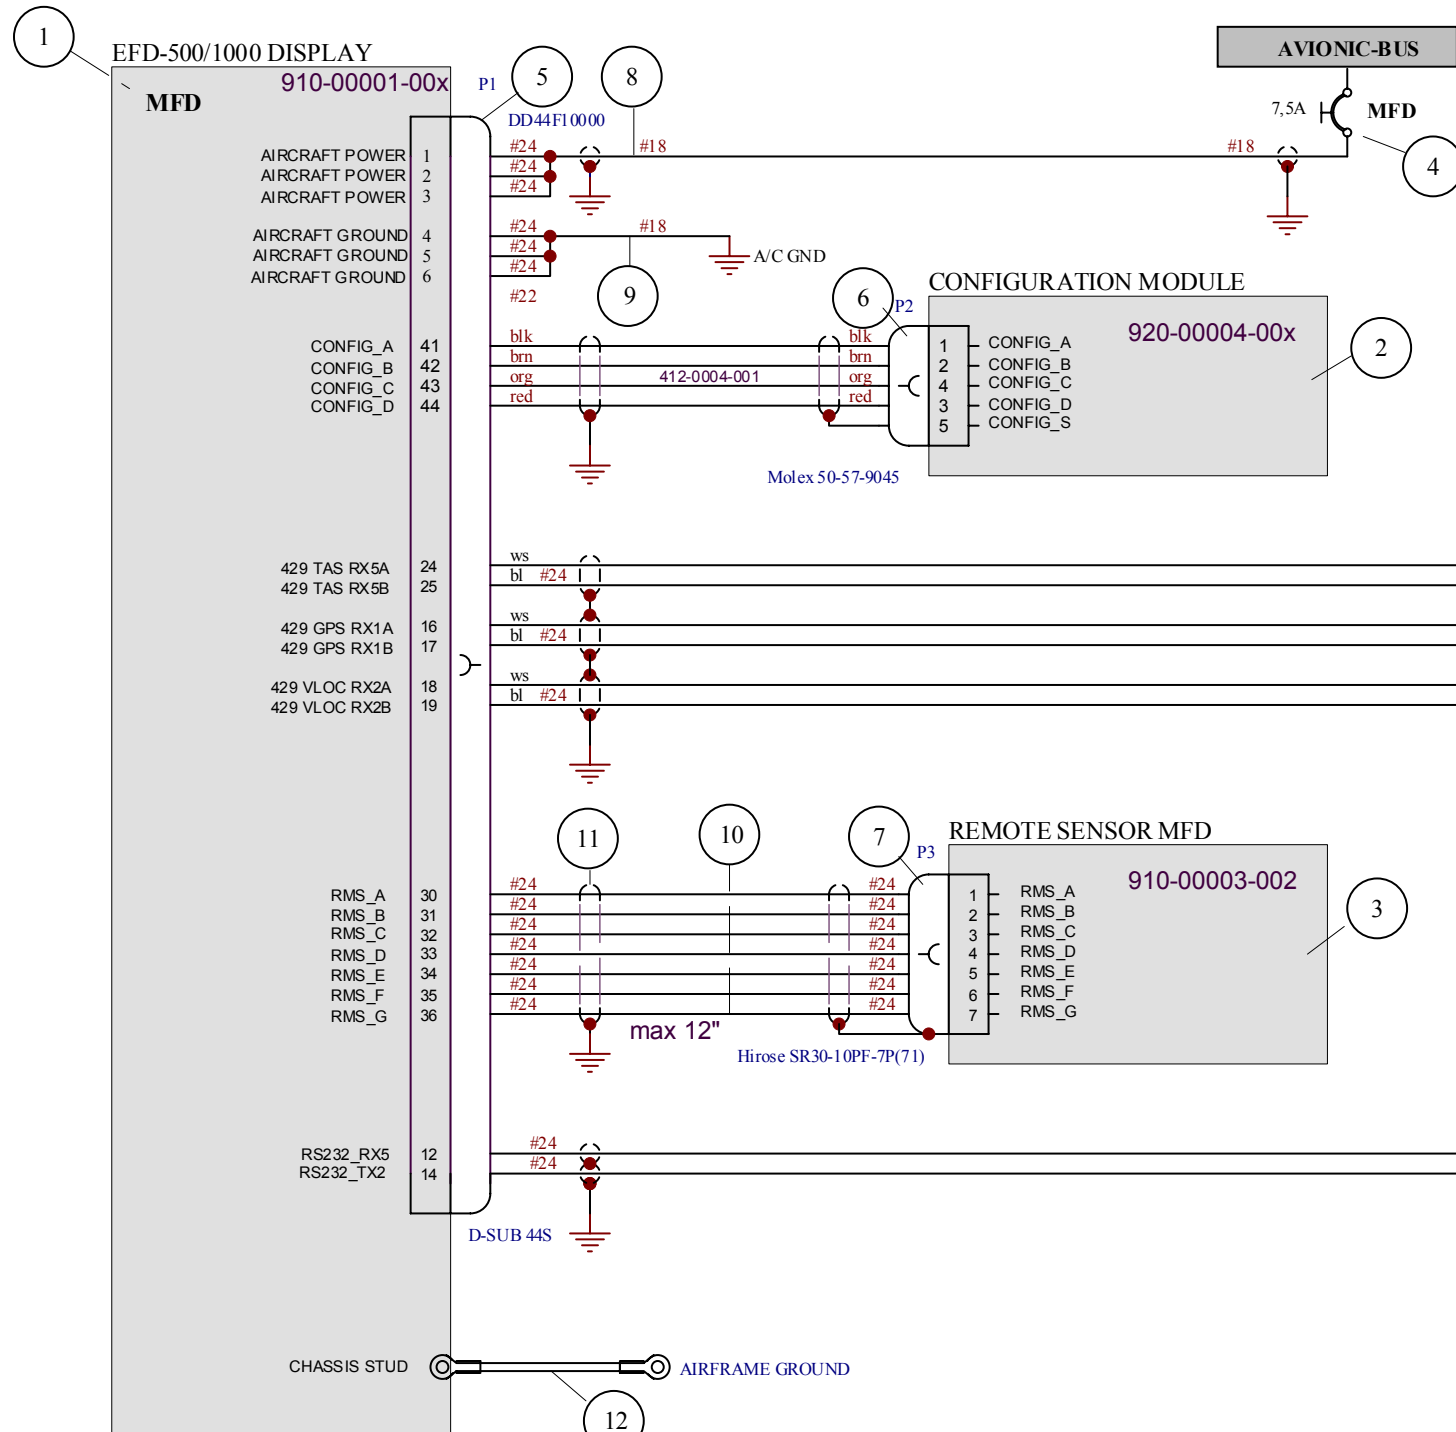 1
EFD-500/1000 DISPLAY
910-00001-00x
MFD
P1
5
8
DD44F10000
AVIONIC-BUS
7,5A
MFD
4
AIRCRAFT POWER 1 #24 #18 #18
AIRCRAFT POWER 2 #24
AIRCRAFT POWER 3 #24
AIRCRAFT GROUND 4 #24 #18
AIRCRAFT GROUND 5 #24 A/C GND
AIRCRAFT GROUND 6 #24
#22
9
6
P2
CONFIGURATION MODULE
920-00004-00x
2
CONFIG_A 41 blk blk 1 CONFIG_A
CONFIG_B 42 brn brn 2 CONFIG_B
CONFIG_C 43 org 412-0004-001 org 4 CONFIG_C
CONFIG_D 44 red red 3 CONFIG_D
5 CONFIG_S
Molex 50-57-9045
429 TAS RX5A 24 ws
429 TAS RX5B 25 bl #24
429 GPS RX1A 16 ws
429 GPS RX1B 17 bl #24
429 VLOC RX2A 18 ws
429 VLOC RX2B 19 bl #24
11
10
7
P3
REMOTE SENSOR MFD
910-00003-002
3
RMS_A 30 #24 #24 1 RMS_A
RMS_B 31 #24 #24 2 RMS_B
RMS_C 32 #24 #24 3 RMS_C
RMS_D 33 #24 #24 4 RMS_D
RMS_E 34 #24 #24 5 RMS_E
RMS_F 35 #24 #24 6 RMS_F
RMS_G 36 #24 #24 7 RMS_G
max 12"
Hirose SR30-10PF-7P(71)
RS232_RX5 12 #24
RS232_TX2 14 #24
D-SUB 44S
CHASSIS STUD AIRFRAME GROUND
12